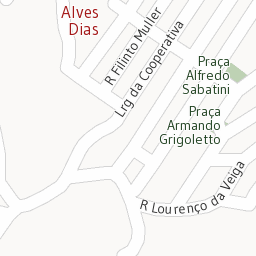 Alves
Dias
R Filinto Muller
Lrg da Cooperativa
Praça
Alfredo
Sabatini
Praça
Armando
Grigoletto
R Lourenço da Veiga